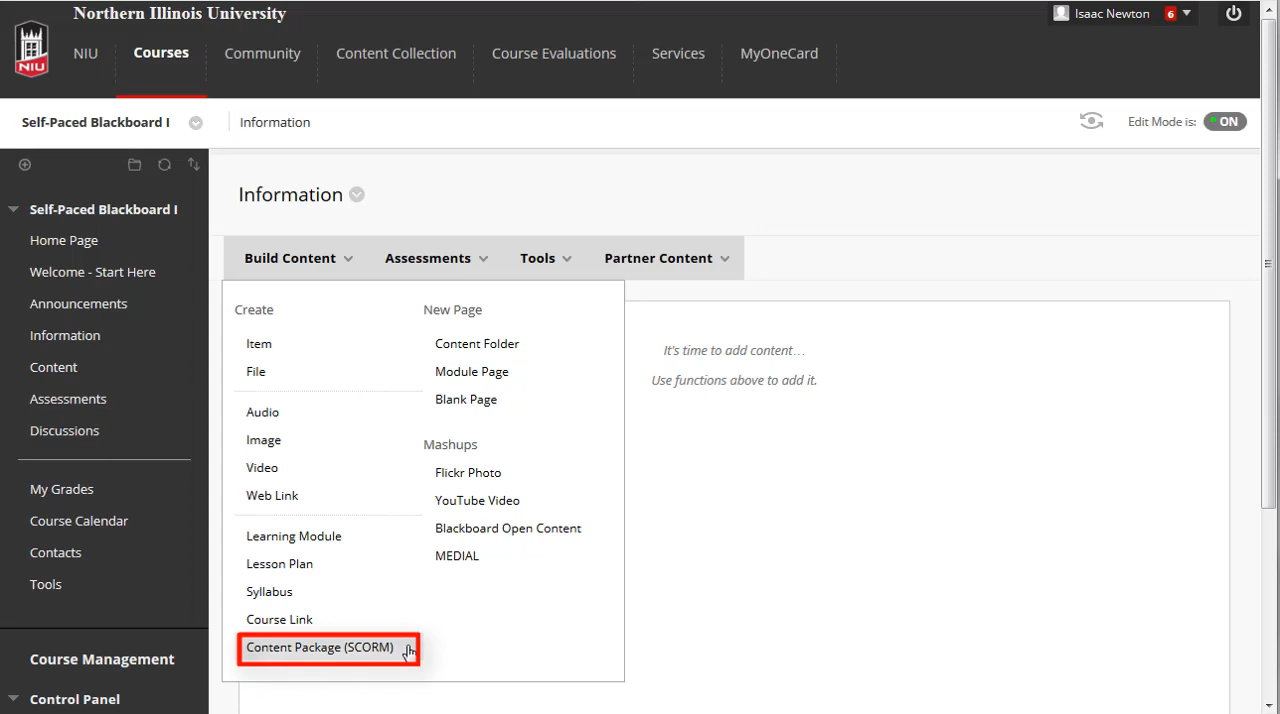 Northern Illinois University
Isaac Newton 6
NIU
NIU Courses Community Content Collection Course Evaluations Services MyOneCard
Self-Paced Blackboard I Information Edit Mode is: ON
Self-Paced Blackboard I
Home Page
Welcome - Start Here
Announcements
Information
Content
Assessments
Discussions
My Grades
Course Calendar
Contacts
Tools
Course Management
Control Panel
Information
Build Content Assessments Tools Partner Content
Create
Item
File
Audio
Image
Video
Web Link
Learning Module
Lesson Plan
Syllabus
Course Link
Content Package (SCORM)
New Page
Content Folder
Module Page
Blank Page
Mashups
Flickr Photo
YouTube Video
Blackboard Open Content
MEDIAL
It's time to add content...
Use functions above to add it.